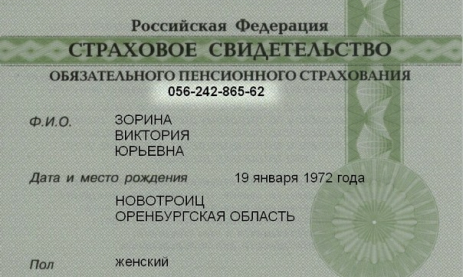 Российская Федерация
СТРАХОВОЕ СВИДЕТЕЛЬСТВО
ОБЯЗАТЕЛЬНОГО ПЕНСИОННОГО СТРАХОВАНИЯ
056-242-865-62
Ф.И.О. ЗОРИНА
ВИКТОРИЯ
ЮРЬЕВНА
Дата и место рождения 19 января 1972 года
НОВОТРОИЦ
ОРЕНБУРГСКАЯ ОБЛАСТЬ
Пол женский